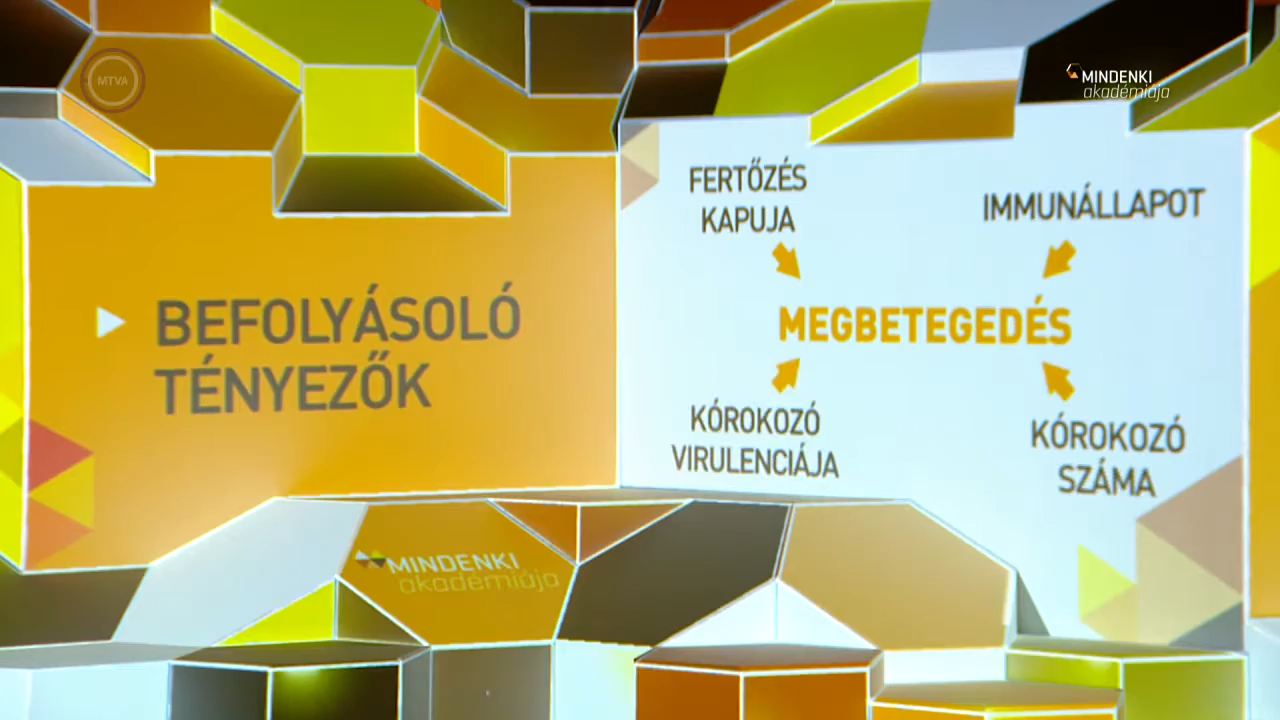 MTVA
MINDENKI
akadémiája
FERTŐZÉS
KAPUJA
IMMUNÁLLAPOT
BEFOLYÁSOLÓ
TÉNYEZŐK
MEGBETEGEDÉS
KÓROKOZÓ
VIRULENCIÁJA
KÓROKOZÓ
SZÁMA
MINDENKI
akadémiája